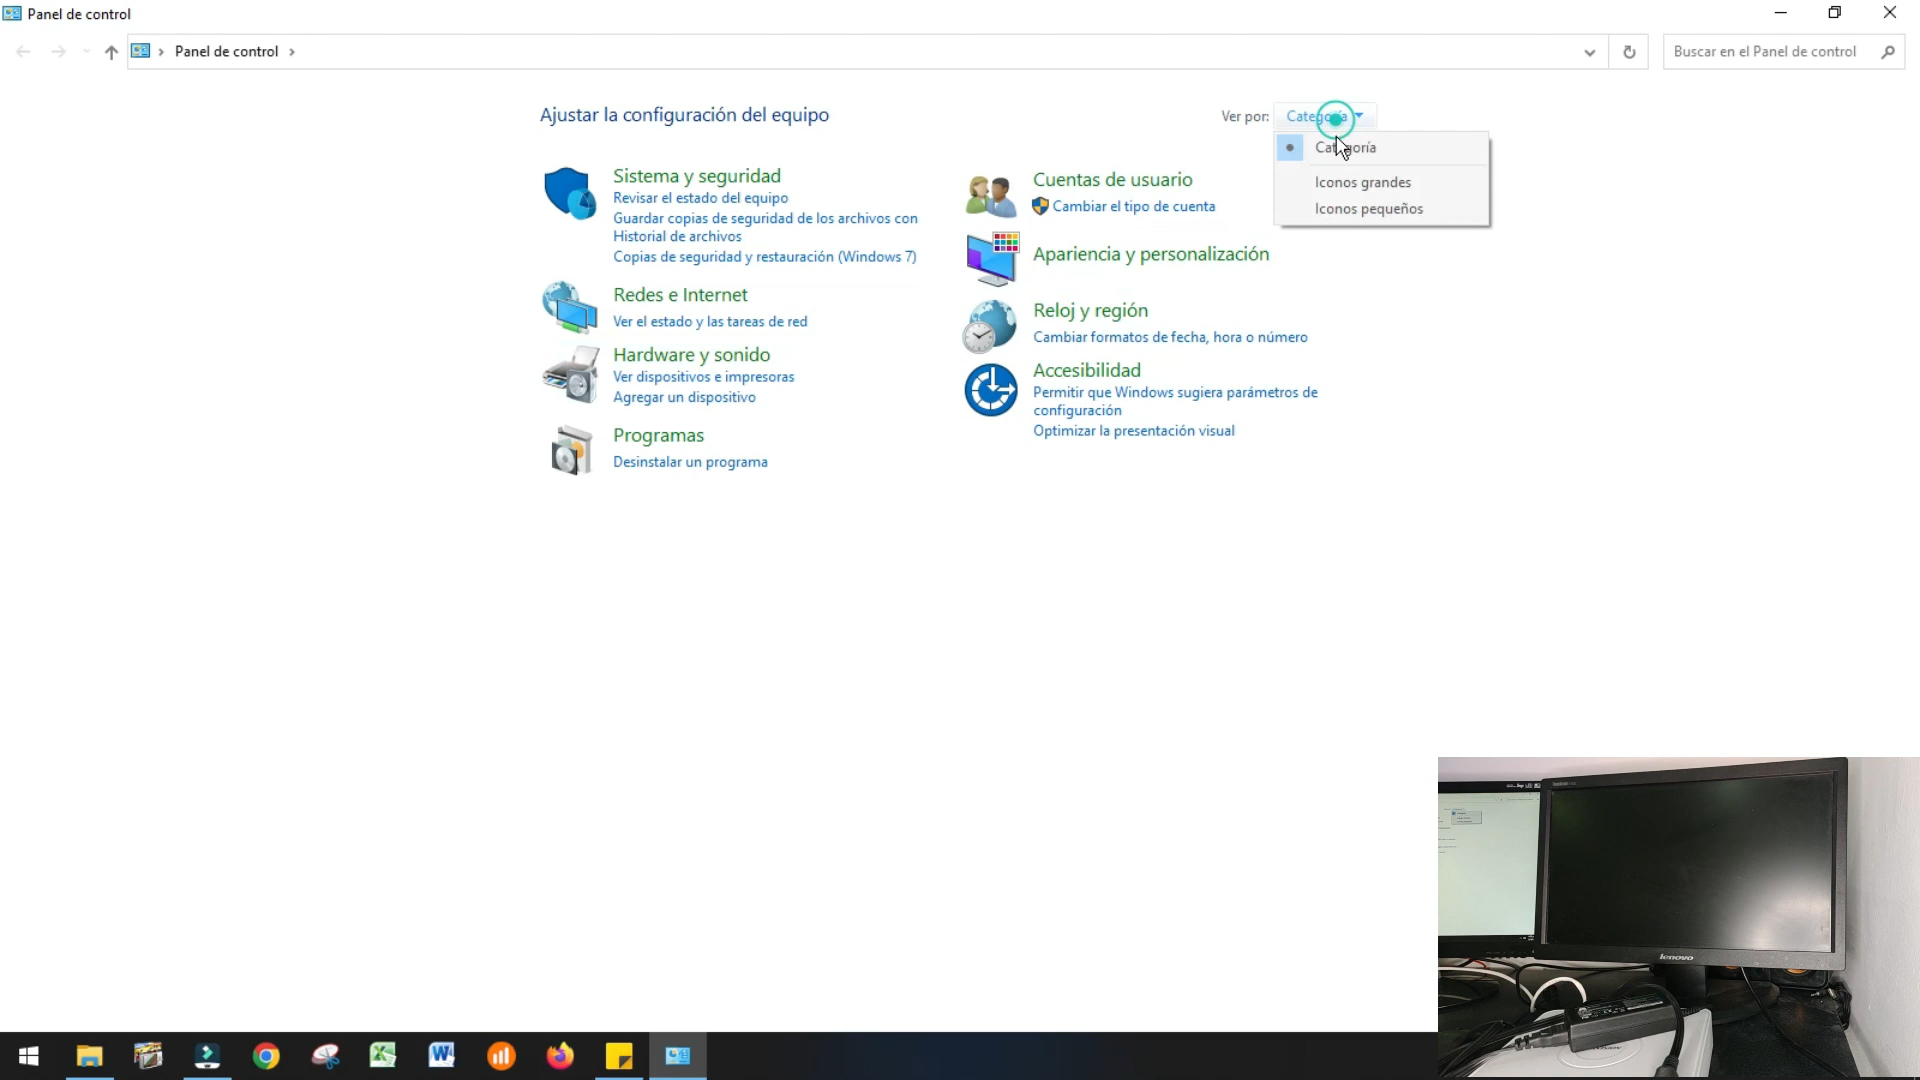 Panel de control
Panel de control
Buscar en el Panel de control
Ajustar la configuración del equipo
Ver por:
Categoría
Categoría
Iconos grandes
Iconos pequeños
Sistema y seguridad
Revisar el estado del equipo
Guardar copias de seguridad de los archivos con
Historial de archivos
Copias de seguridad y restauración (Windows 7)
Redes e Internet
Ver el estado y las tareas de red
Hardware y sonido
Ver dispositivos e impresoras
Agregar un dispositivo
Programas
Desinstalar un programa
Cuentas de usuario
Cambiar el tipo de cuenta
Apariencia y personalización
Reloj y región
Cambiar formatos de fecha, hora o número
Accesibilidad
Permitir que Windows sugiera parámetros de
configuración
Optimizar la presentación visual
lenovo